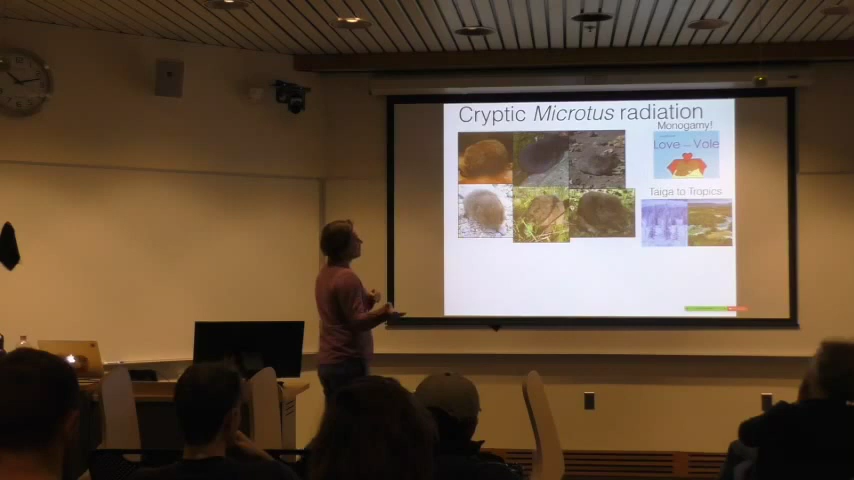 Cryptic Microtus radiation
Monogamy!
Love – Vole
Taiga to Tropics